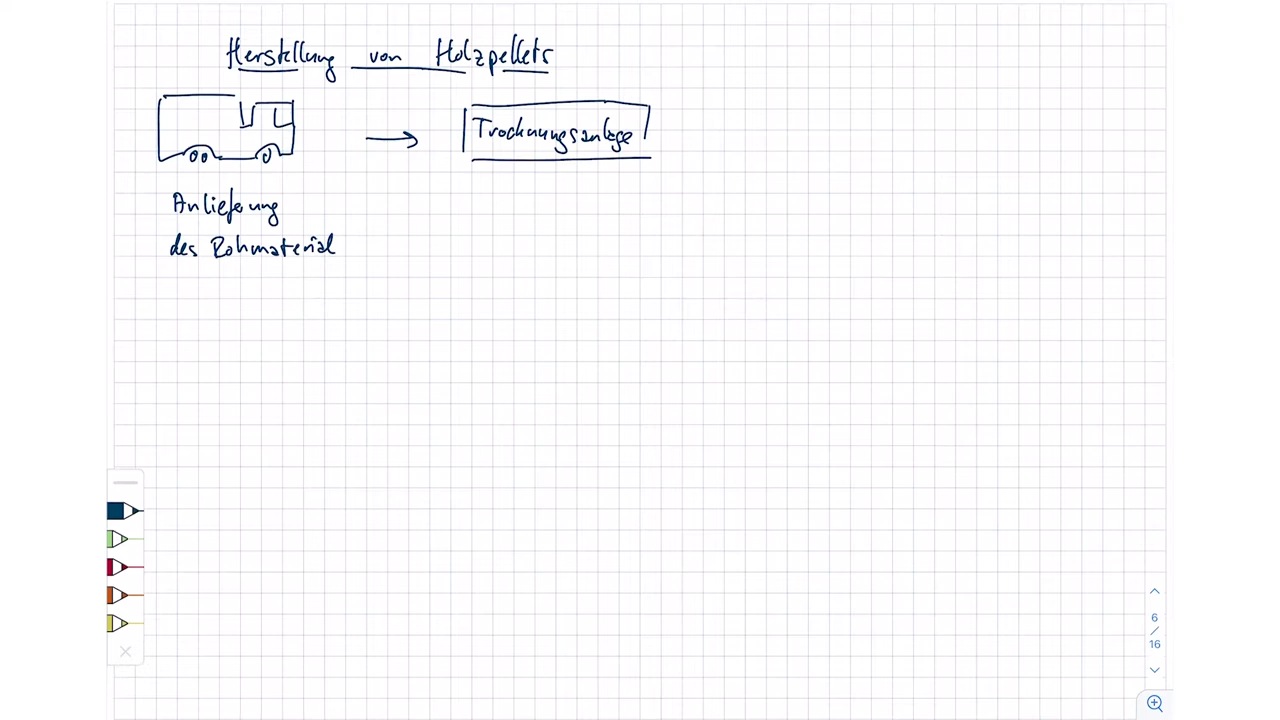 Herstellung von Holzpellets
Trocknungsanlage
Anlieferung
des Rohmaterial
6
/
16